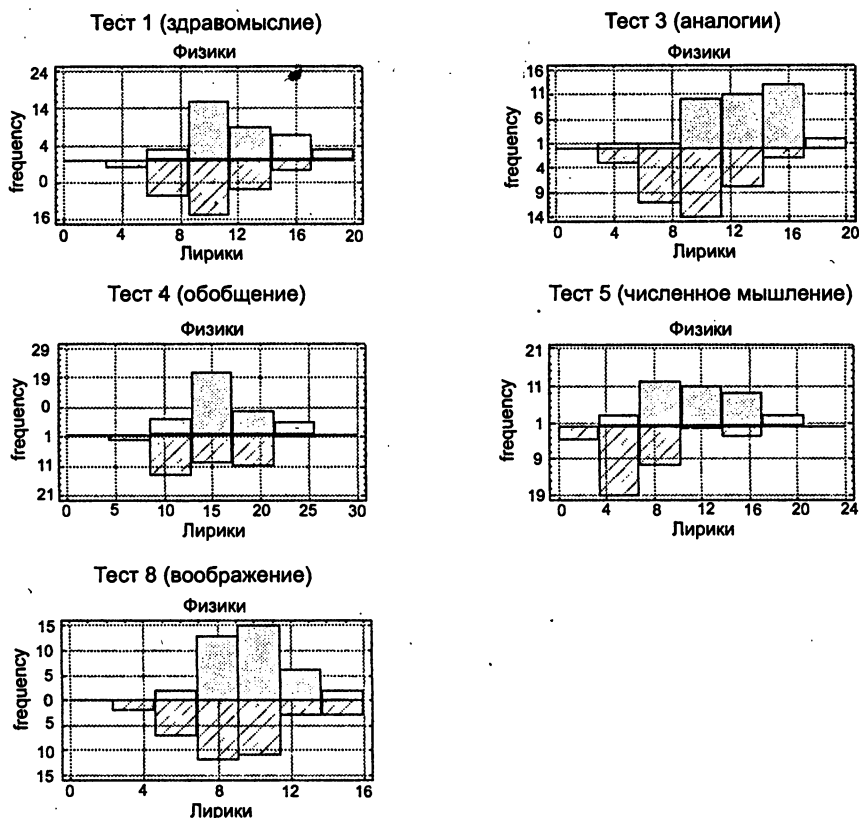 Тест 1 (здравомыслие)
Физики
frequency
24
14
4
0
16
0 4 8 12 16 20
Лирики
Тест 3 (аналогии)
Физики
frequency
16
11
6
1
4
9
14
0 4 8 12 16 20
Лирики
Тест 4 (обобщение)
Физики
frequency
29
19
0
1
11
21
0 5 10 15 20 25 30
Лирики
Тест 5 (численное мышление)
Физики
frequency
21
11
1
9
19
0 4 8 12 16 20 24
Лирики
Тест 8 (воображение)
Физики
frequency
15
10
5
0
5
10
15
0 4 8 12 16
Лирики